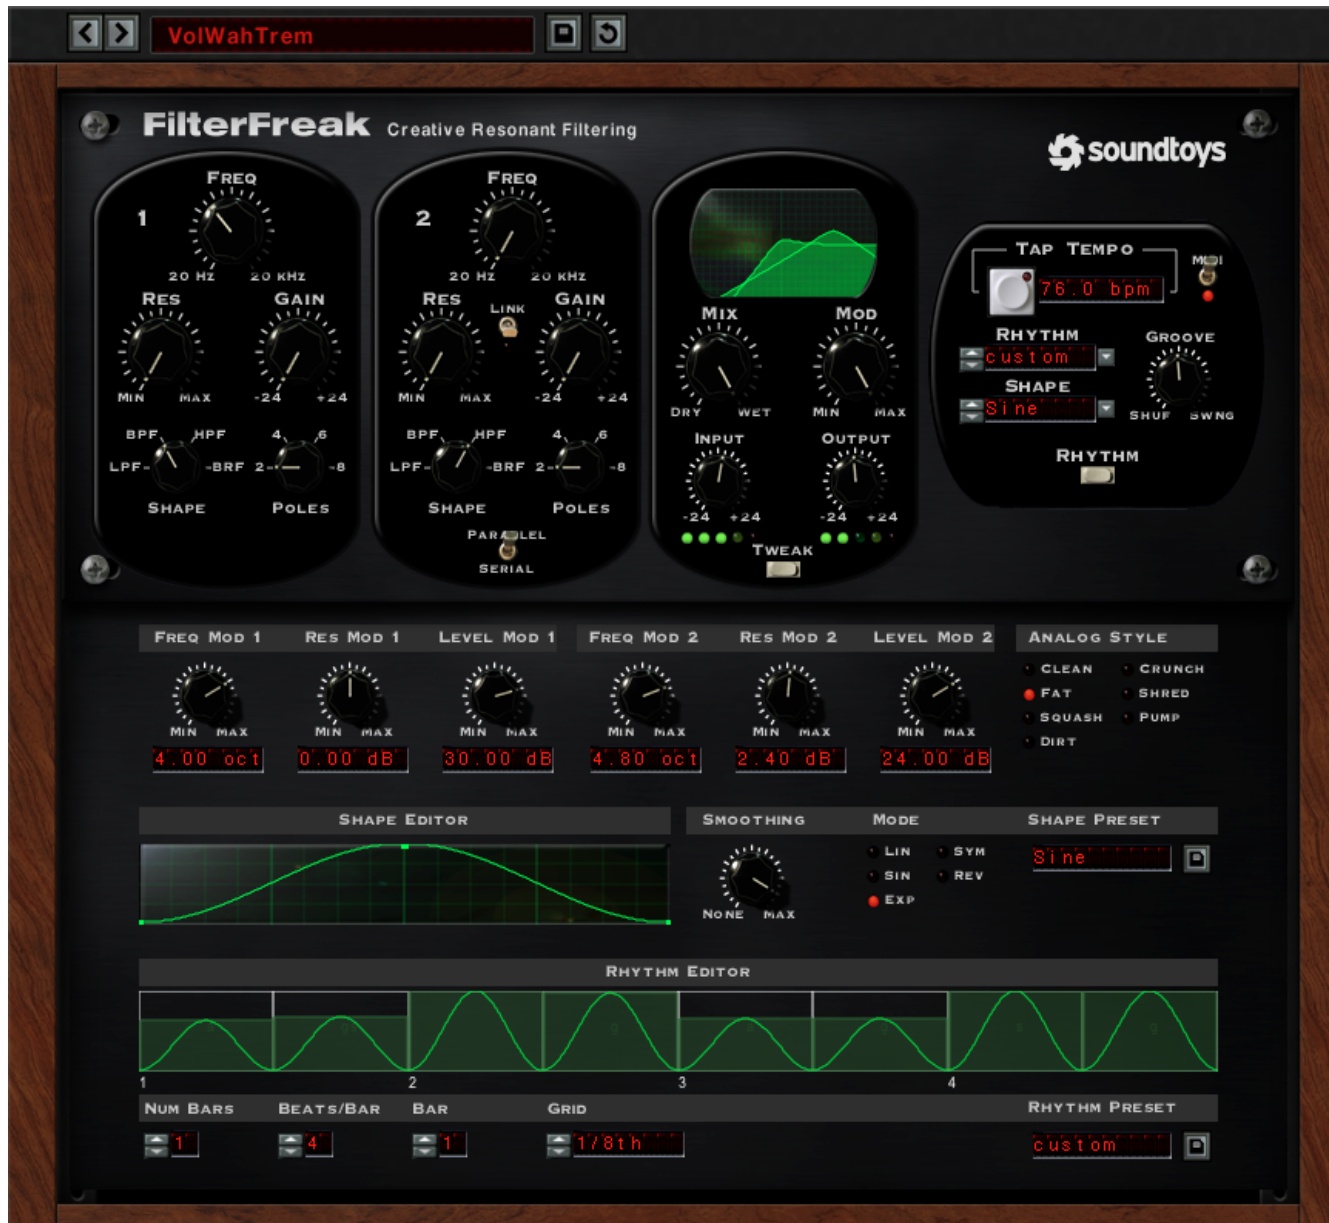 VolWahTrem
FilterFreak Creative Resonant Filtering
soundtoys
1
FREQ
20 HZ 20 KHZ
RES GAIN
MIN MAX -24 +24
BPF HPF
LPF BRF
SHAPE
4 6
2 8
POLES
2
FREQ
20 HZ 20 KHZ
RES LINK GAIN
MIN MAX -24 +24
BPF HPF
LPF BRF
SHAPE
4 6
2 8
POLES
PARALLEL
SERIAL
MIX MOD
DRY WET MIN MAX
INPUT OUTPUT
-24 +24 -24 +24
TWEAK
TAP TEMPO
MIDI
76.0 bpm
RHYTHM
custom
GROOVE
SHAPE
Sine
SHUF SWNG
RHYTHM
FREQ MOD 1 RES MOD 1 LEVEL MOD 1 FREQ MOD 2 RES MOD 2 LEVEL MOD 2 ANALOG STYLE
MIN MAX MIN MAX MIN MAX MIN MAX MIN MAX MIN MAX
4.00 oct 0.00 dB 30.00 dB 4.80 oct 2.40 dB 24.00 dB
CLEAN CRUNCH
FAT SHRED
SQUASH PUMP
DIRT
SHAPE EDITOR SMOOTHING MODE SHAPE PRESET
NONE MAX
LIN SYM
SIN REV
EXP
Sine
RHYTHM EDITOR
1 2 3 4
NUM BARS BEATS/BAR BAR GRID RHYTHM PRESET
1 4 1 1/8th custom